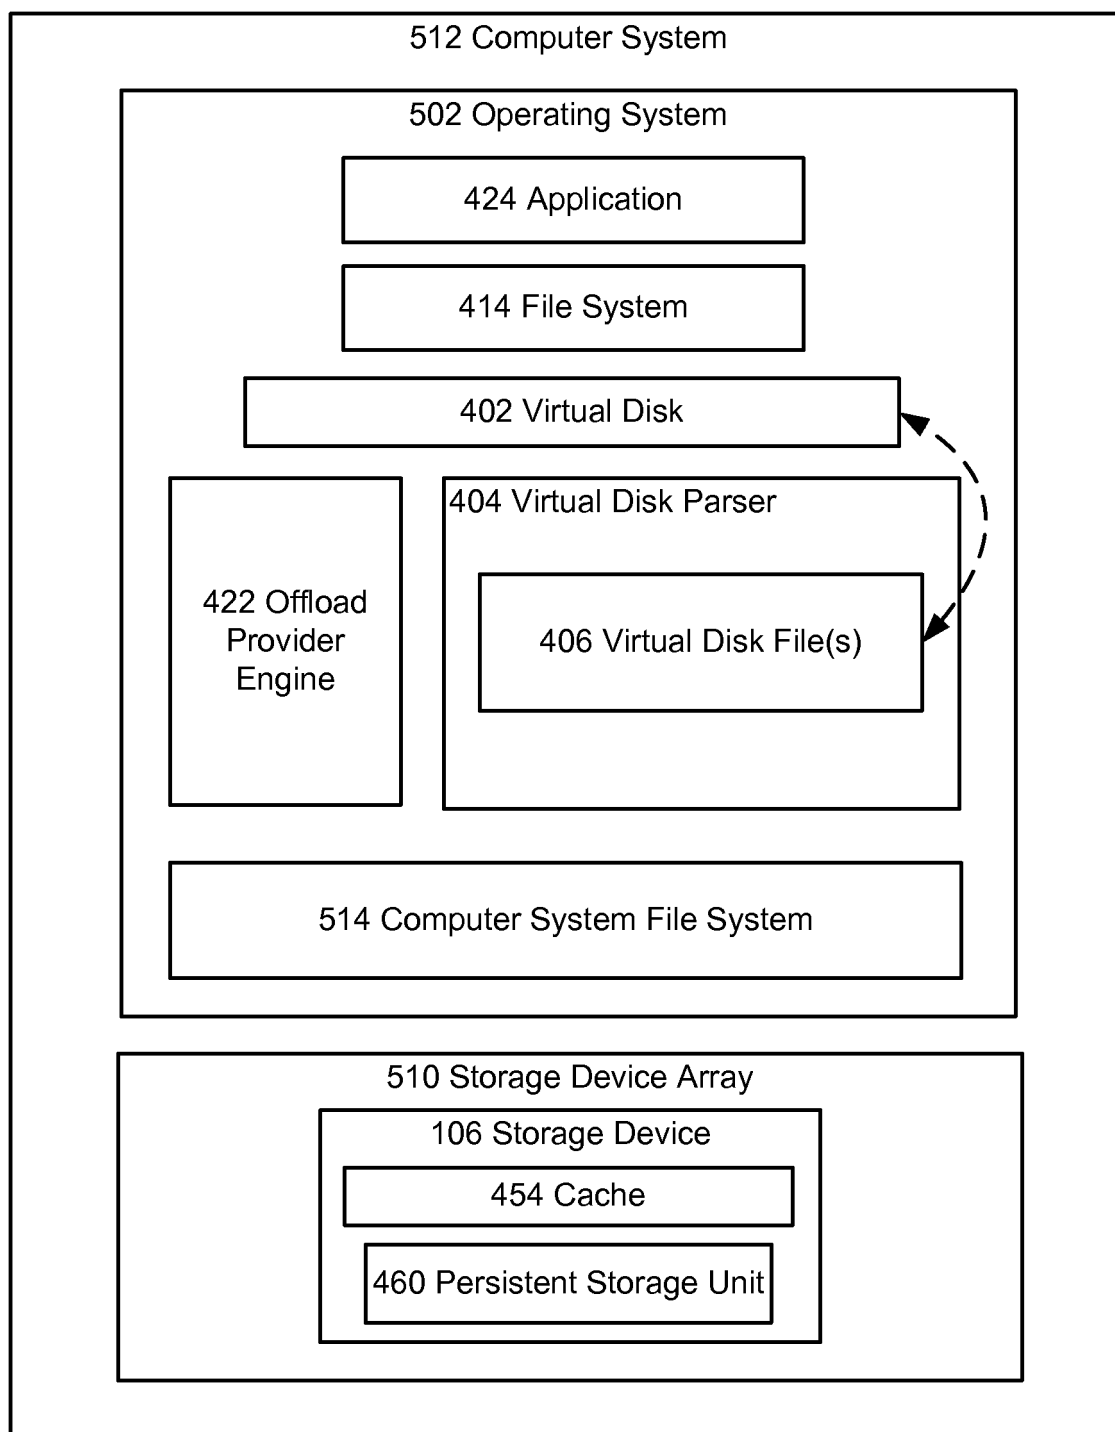 512 Computer System
502 Operating System
424 Application
414 File System
402 Virtual Disk
422 Offload
Provider
Engine
404 Virtual Disk Parser
406 Virtual Disk File(s)
514 Computer System File System
510 Storage Device Array
106 Storage Device
454 Cache
460 Persistent Storage Unit